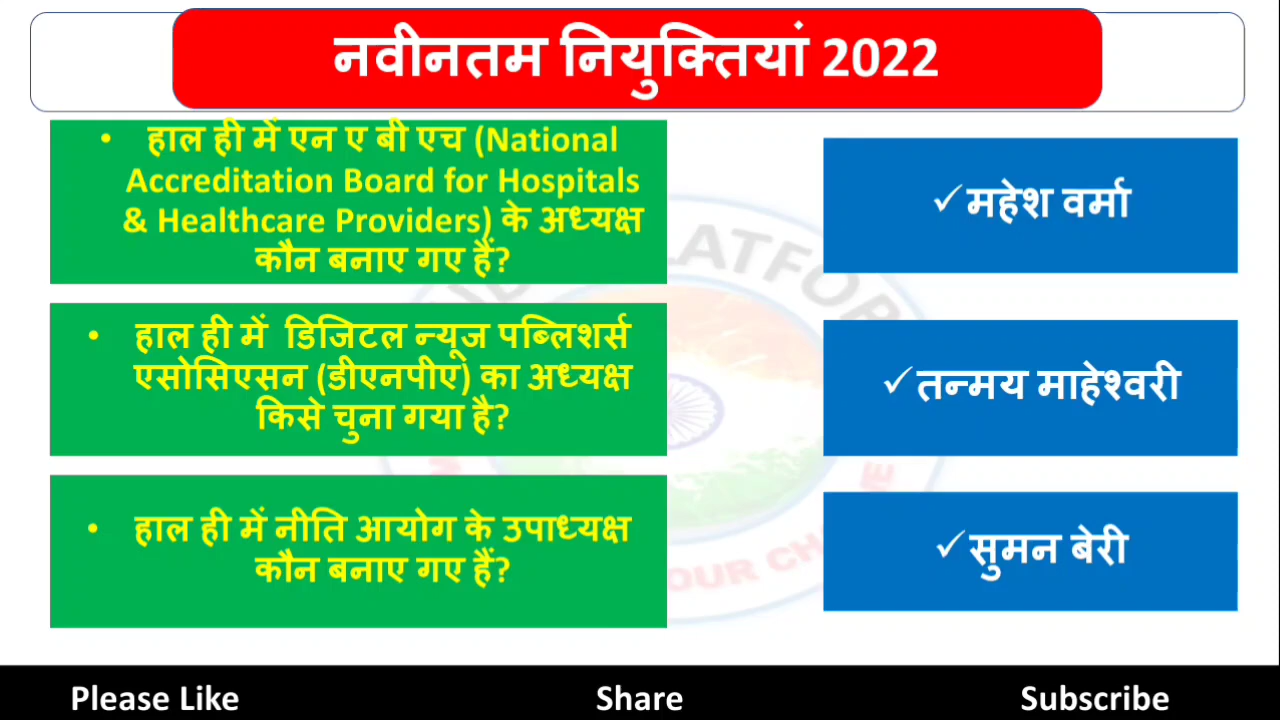 नवीनतम नियुक्तियां 2022
• हाल ही में एन ए बी एच (National
Accreditation Board for Hospitals
& Healthcare Providers) के अध्यक्ष
कौन बनाए गए हैं?
✓महेश वर्मा
• हाल ही में डिजिटल न्यूज पब्लिशर्स
एसोसिएसन (डीएनपीए) का अध्यक्ष
किसे चुना गया है?
✓तन्मय माहेश्वरी
• हाल ही में नीति आयोग के उपाध्यक्ष
कौन बनाए गए हैं?
✓सुमन बेरी
Please Like Share Subscribe